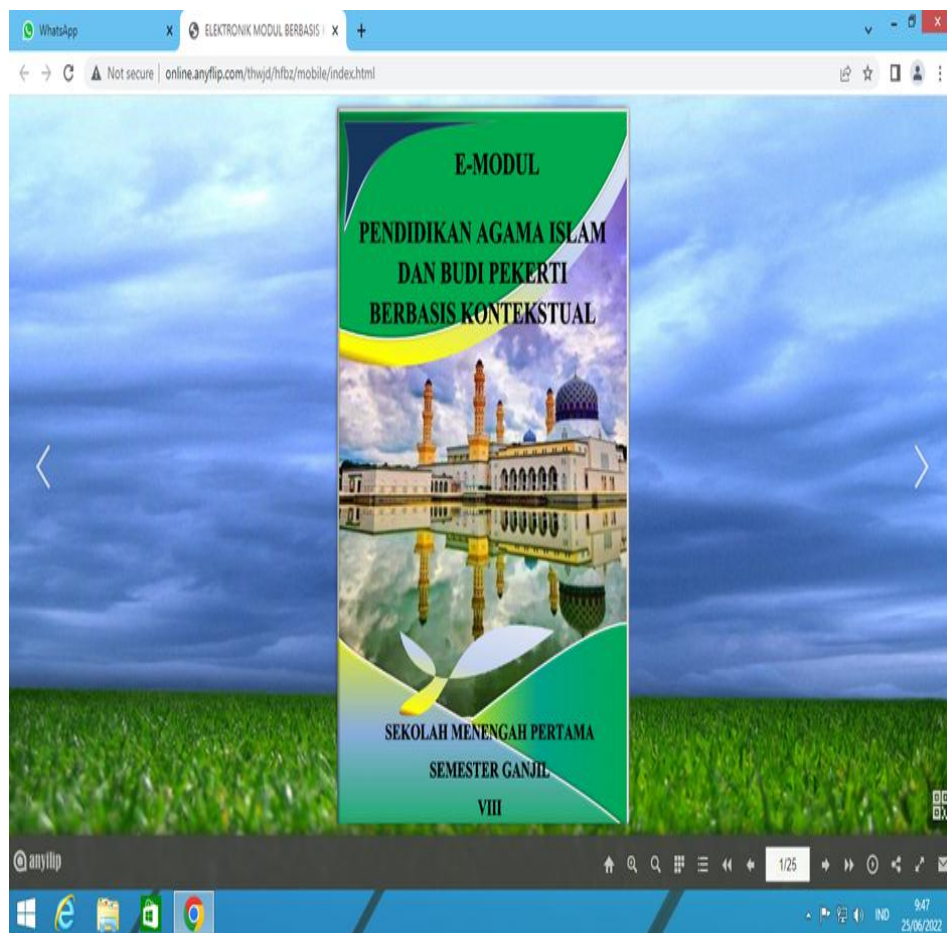 WhatsApp
ELEKTRONIK MODUL BERBASIS
Not secure
online.anyflip.com/thwjd/hfbz/mobile/index.html
E-MODUL
PENDIDIKAN AGAMA ISLAM
DAN BUDI PEKERTI
BERBASIS KONTEKSTUAL
SEKOLAH MENENGAH PERTAMA
SEMESTER GANJIL
VIII
anyflip
1/25
IND
9:47
25/06/2022